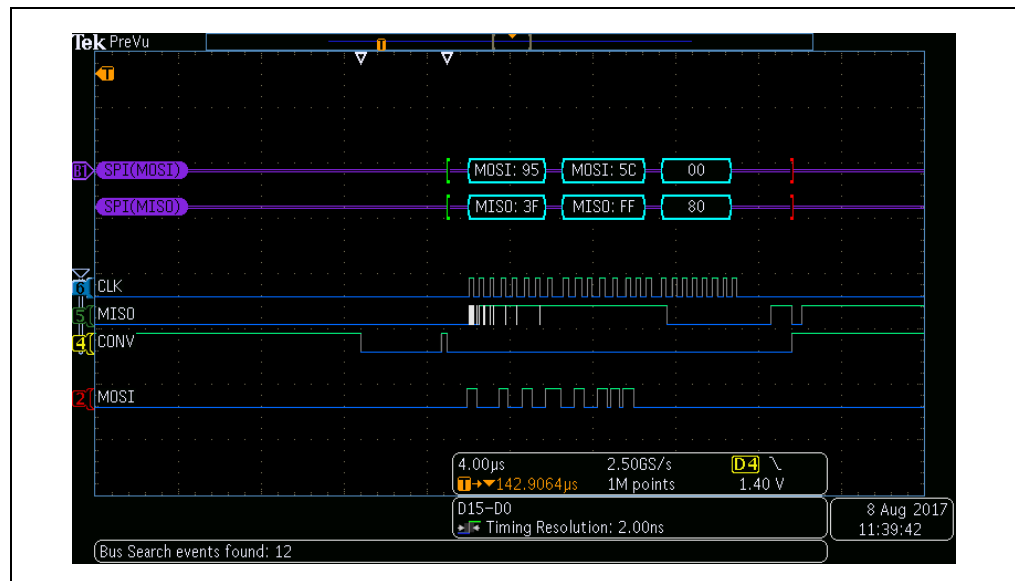 Tek PreVu
T
T
B1 SPI(MOSI) MOSI: 95 MOSI: 5C 00
SPI(MISO) MISO: 3F MISO: FF 80
6 CLK
5 MISO
4 CONV
2 MOSI
4.00µs 2.50GS/s D4
T→▼142.9064µs 1M points 1.40 V
D15-D0
Timing Resolution: 2.00ns
8 Aug 2017
11:39:42
Bus Search events found: 12